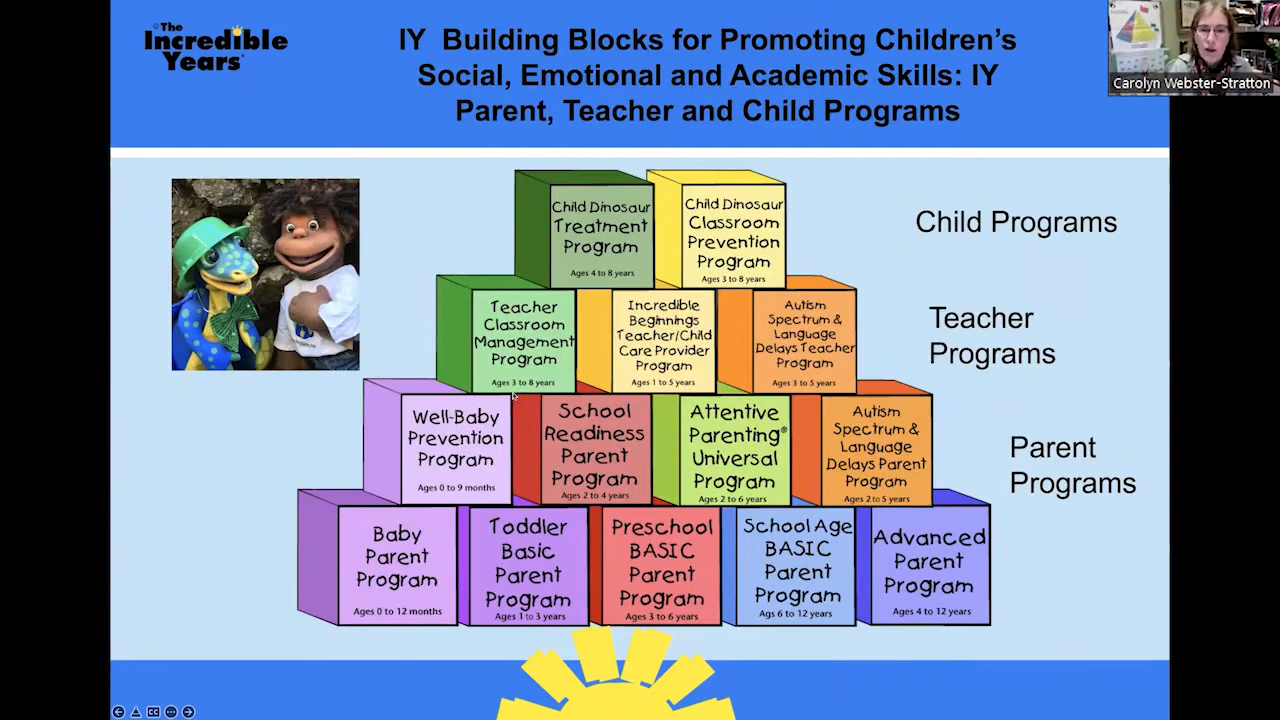 ©The
Incredible
Years®
IY Building Blocks for Promoting Children's
Social, Emotional and Academic Skills: IY
Parent, Teacher and Child Programs
Carolyn Webster-Stratton
Child Dinosaur
Treatment
Program
Ages 4 to 8 years
Child Dinosaur
Classroom
Prevention
Program
Ages 3 to 8 years
Child Programs
Teacher
Classroom
Management
Program
Ages 3 to 8 years
Incredible
Beginnings
Teacher/Child
Care Provider
Program
Ages 1 to 5 years
Autism
Spectrum &
Language
Delays Teacher
Program
Ages 3 to 5 years
Teacher
Programs
Well-Baby
Prevention
Program
Ages 0 to 9 months
School
Readiness
Parent
Program
Ages 2 to 4 years
Attentive
Parenting®
Universal
Program
Ages 2 to 6 years
Autism
Spectrum &
Language
Delays Parent
Program
Ages 2 to 5 years
Parent
Programs
Baby
Parent
Program
Ages 0 to 12 months
Toddler
Basic
Parent
Program
Ages 1 to 3 years
Preschool
BASIC
Parent
Program
Ages 3 to 6 years
School Age
BASIC
Parent
Program
Ags 6 to 12 years
Advanced
Parent
Program
Ages 4 to 12 years